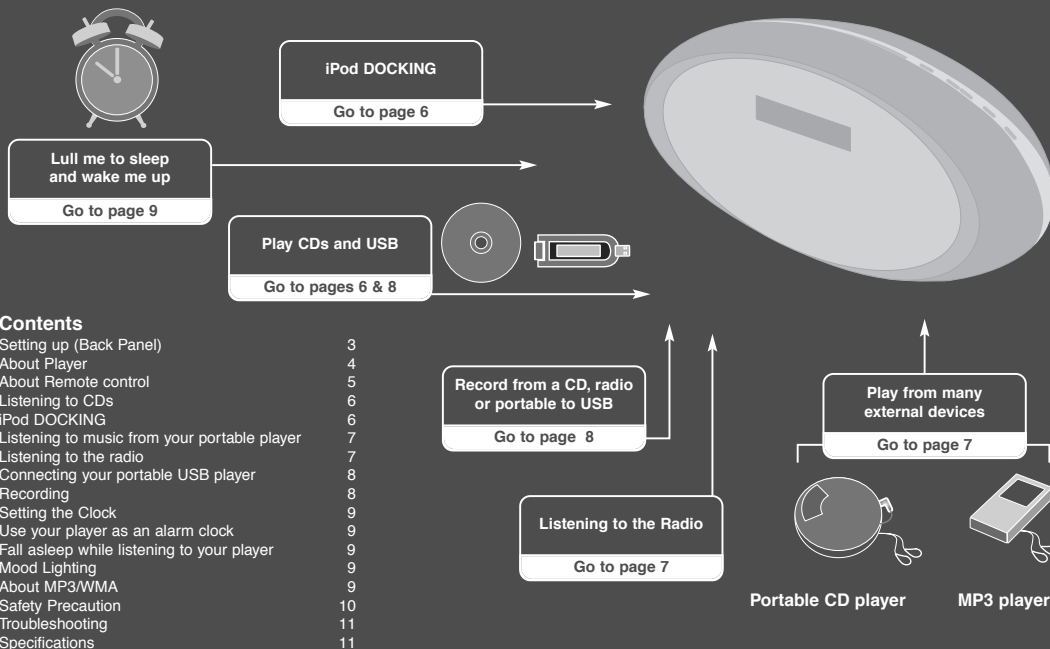 iPod DOCKING
Go to page 6
Lull me to sleep
and wake me up
Go to page 9
Play CDs and USB
Go to pages 6 & 8
Contents
Setting up (Back Panel) 3
About Player 4
About Remote control 5
Listening to CDs 6
iPod DOCKING 6
Listening to music from your portable player 7
Listening to the radio 7
Connecting your portable USB player 8
Recording 8
Setting the Clock 9
Use your player as an alarm clock 9
Fall asleep while listening to your player 9
Mood Lighting 9
About MP3/WMA 9
Safety Precaution 10
Troubleshooting 11
Specifications 11
Record from a CD, radio
or portable to USB
Go to page 8
Listening to the Radio
Go to page 7
Play from many
external devices
Go to page 7
Portable CD player
MP3 player